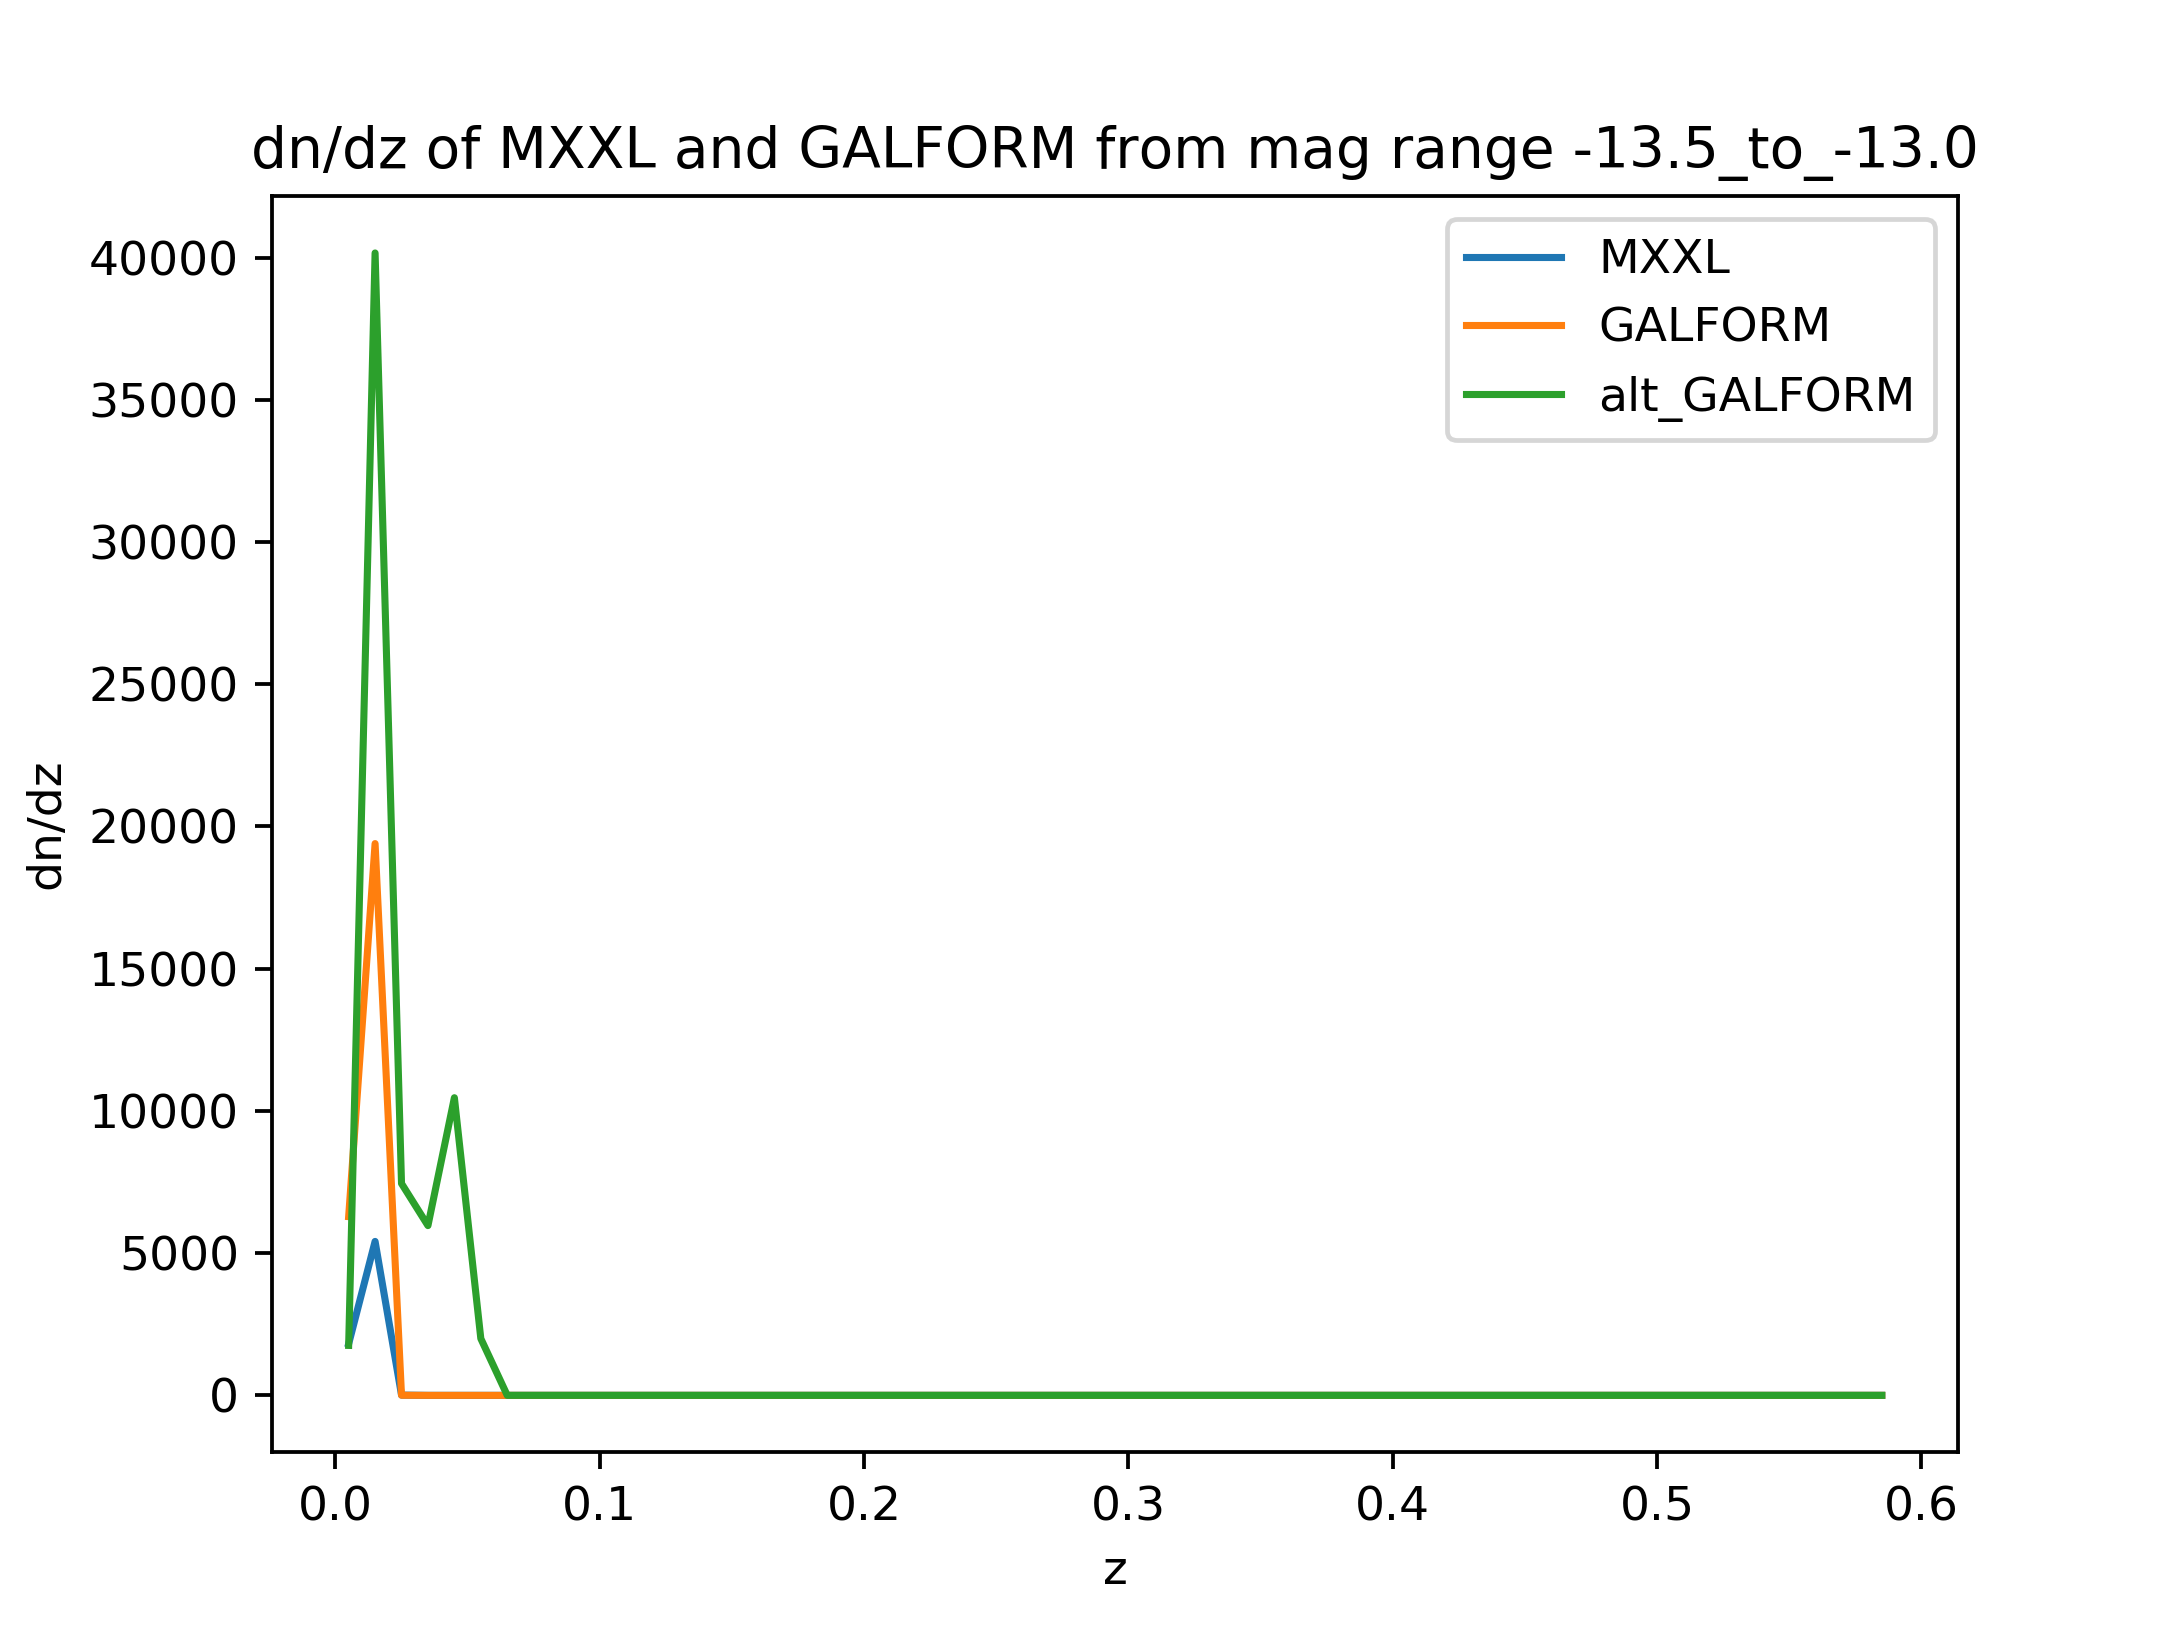 dn/dz of MXXL and GALFORM from mag range -13.5_to_-13.0
MXXL
GALFORM
alt_GALFORM
40000
35000
30000
25000
20000
15000
10000
5000
0
dn/dz
0.0 0.1 0.2 0.3 0.4 0.5 0.6
z